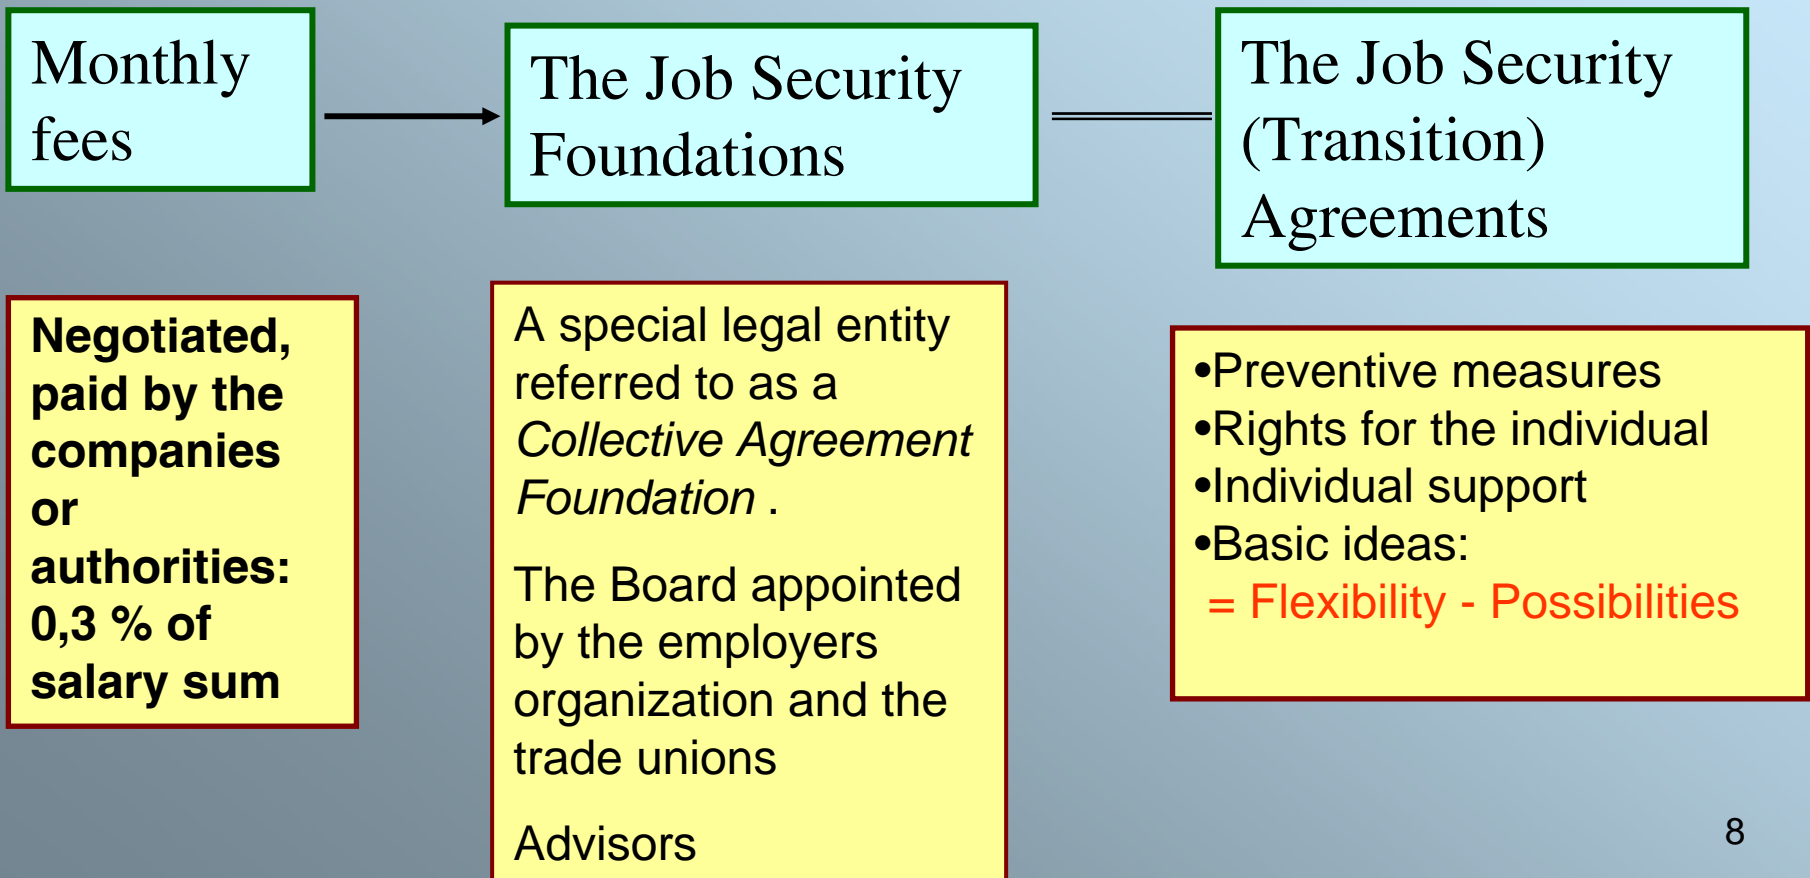 Monthly
fees
The Job Security
Foundations
The Job Security
(Transition)
Agreements
Negotiated,
paid by the
companies
or
authorities:
0,3 % of
salary sum
A special legal entity
referred to as a
Collective Agreement
Foundation .
The Board appointed
by the employers
organization and the
trade unions
Advisors
•Preventive measures
•Rights for the individual
•Individual support
•Basic ideas:
= Flexibility - Possibilities
8